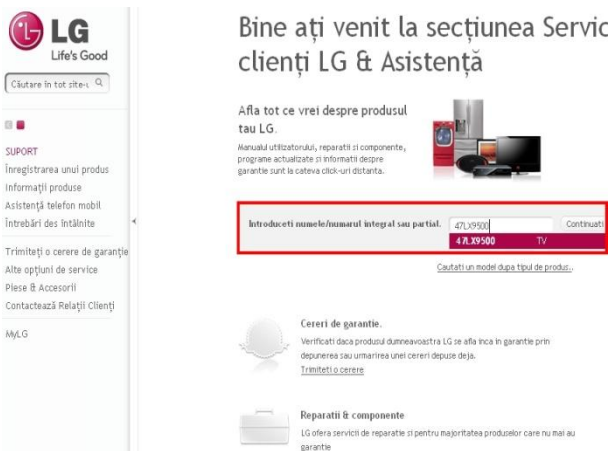 LG
Life's Good
Căutare în tot site-u
SUPORT
Înregistrarea unui produs
Informații produse
Asistență telefon mobil
Întrebări des întâlnite
Trimiteți o cerere de garanție
Alte opțiuni de service
Piese & Accesorii
Contactează Relații Clienți
MyLG
Bine ați venit la secțiunea Servic
clienți LG & Asistență
Afla tot ce vrei despre produsul
tau LG.
Manualul utilizatorului, reparatii si componente,
programe actualizate si informatii despre
garantie sunt la cateva click-uri distanta.
Introduceti numele/numarul integral sau partial.
47LX9500
Continuati
47LX9500 TV
Cautati un model dupa tipul de produs..
Cereri de garantie.
Verificati daca produsul dumneavoastra LG se afla inca in garantie prin
depunerea sau urmarirea unei cereri depuse deja.
Trimiteti o cerere
Reparatii & componente
LG ofera servicii de reparatie si pentru majoritatea produselor care nu mai au
garantie